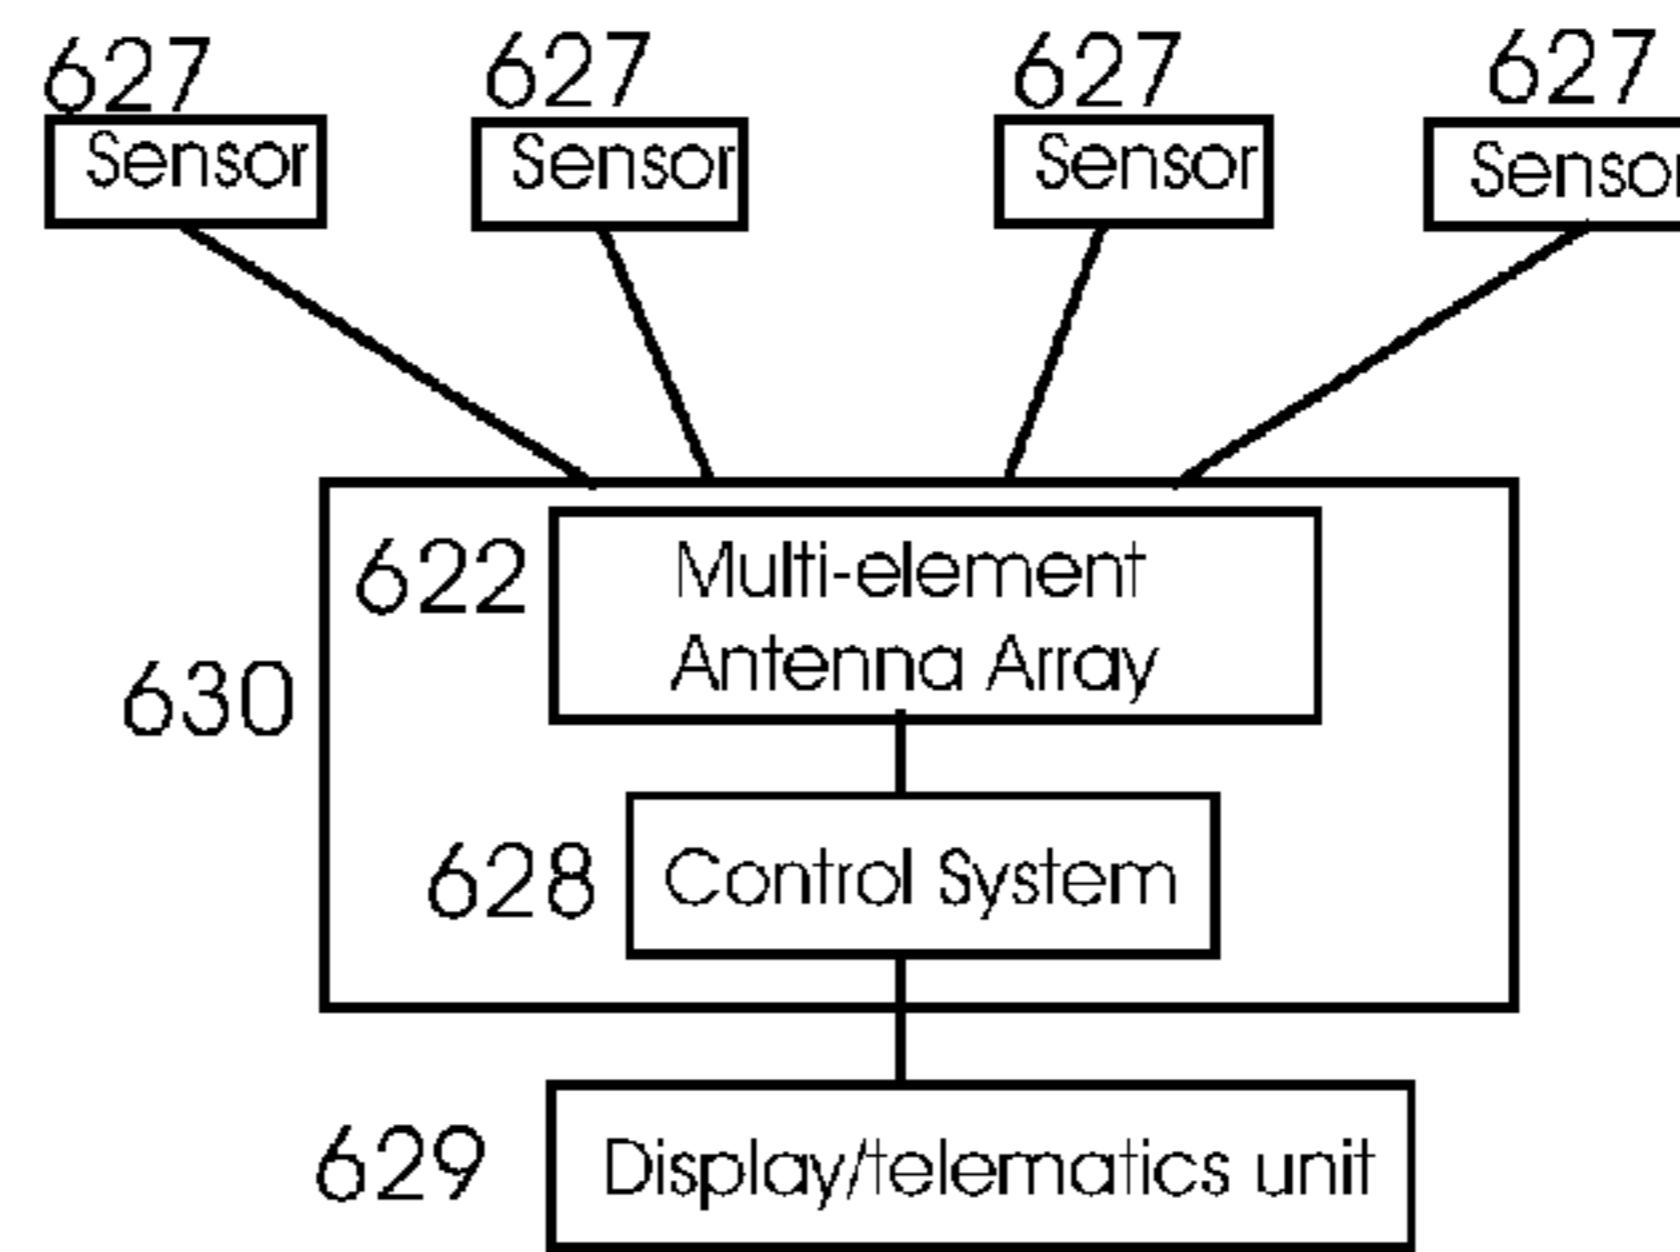 627 627 627 627
Sensor Sensor Sensor Sensor
622 Multi-element
Antenna Array
630
628 Control System
629 Display/telematics unit